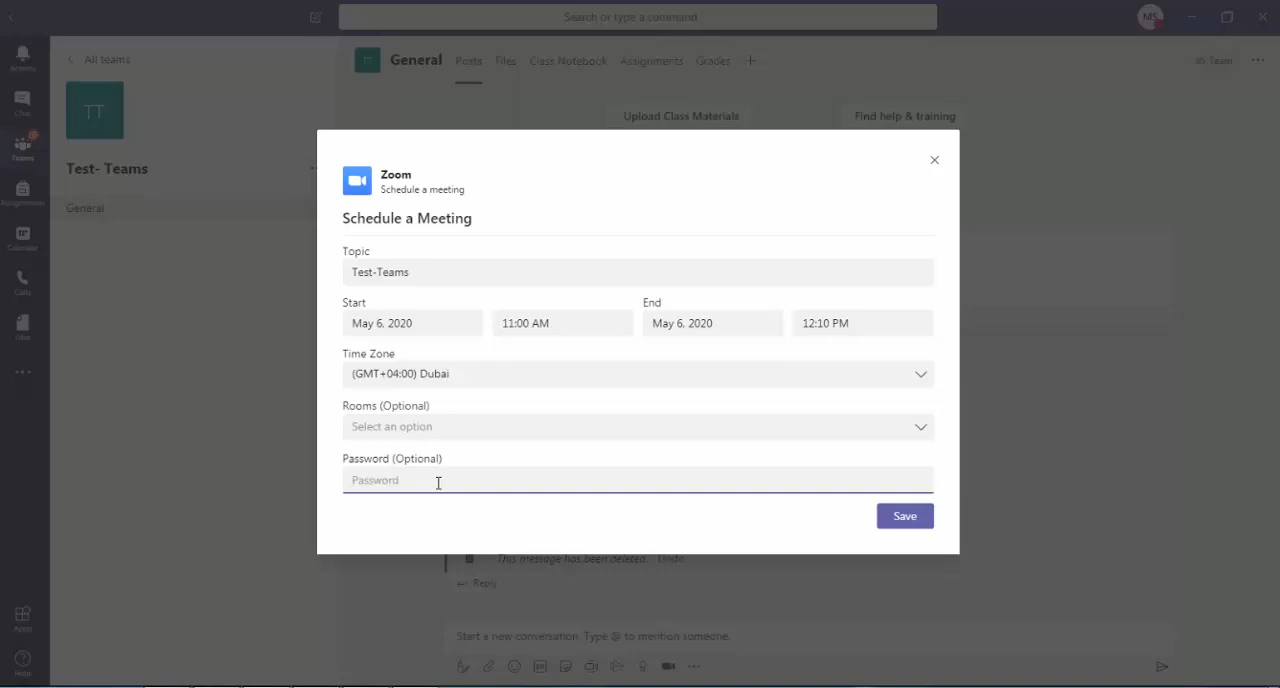 Search or type a command
MS
Activity
Chat
Teams
Assignments
Calendar
Calls
Files
Apps
Help
All teams
TT
Test- Teams
General
TT
General
Posts
Files
Class Notebook
Assignments
Grades
Team
Upload Class Materials
Find help & training
Zoom
Schedule a meeting
Schedule a Meeting
Topic
Test-Teams
Start
End
May 6, 2020
11:00 AM
May 6, 2020
12:10 PM
Time Zone
(GMT+04:00) Dubai
Rooms (Optional)
Select an option
Password (Optional)
Password
Save
This message has been deleted. Undo
Reply
Start a new conversation. Type @ to mention someone.